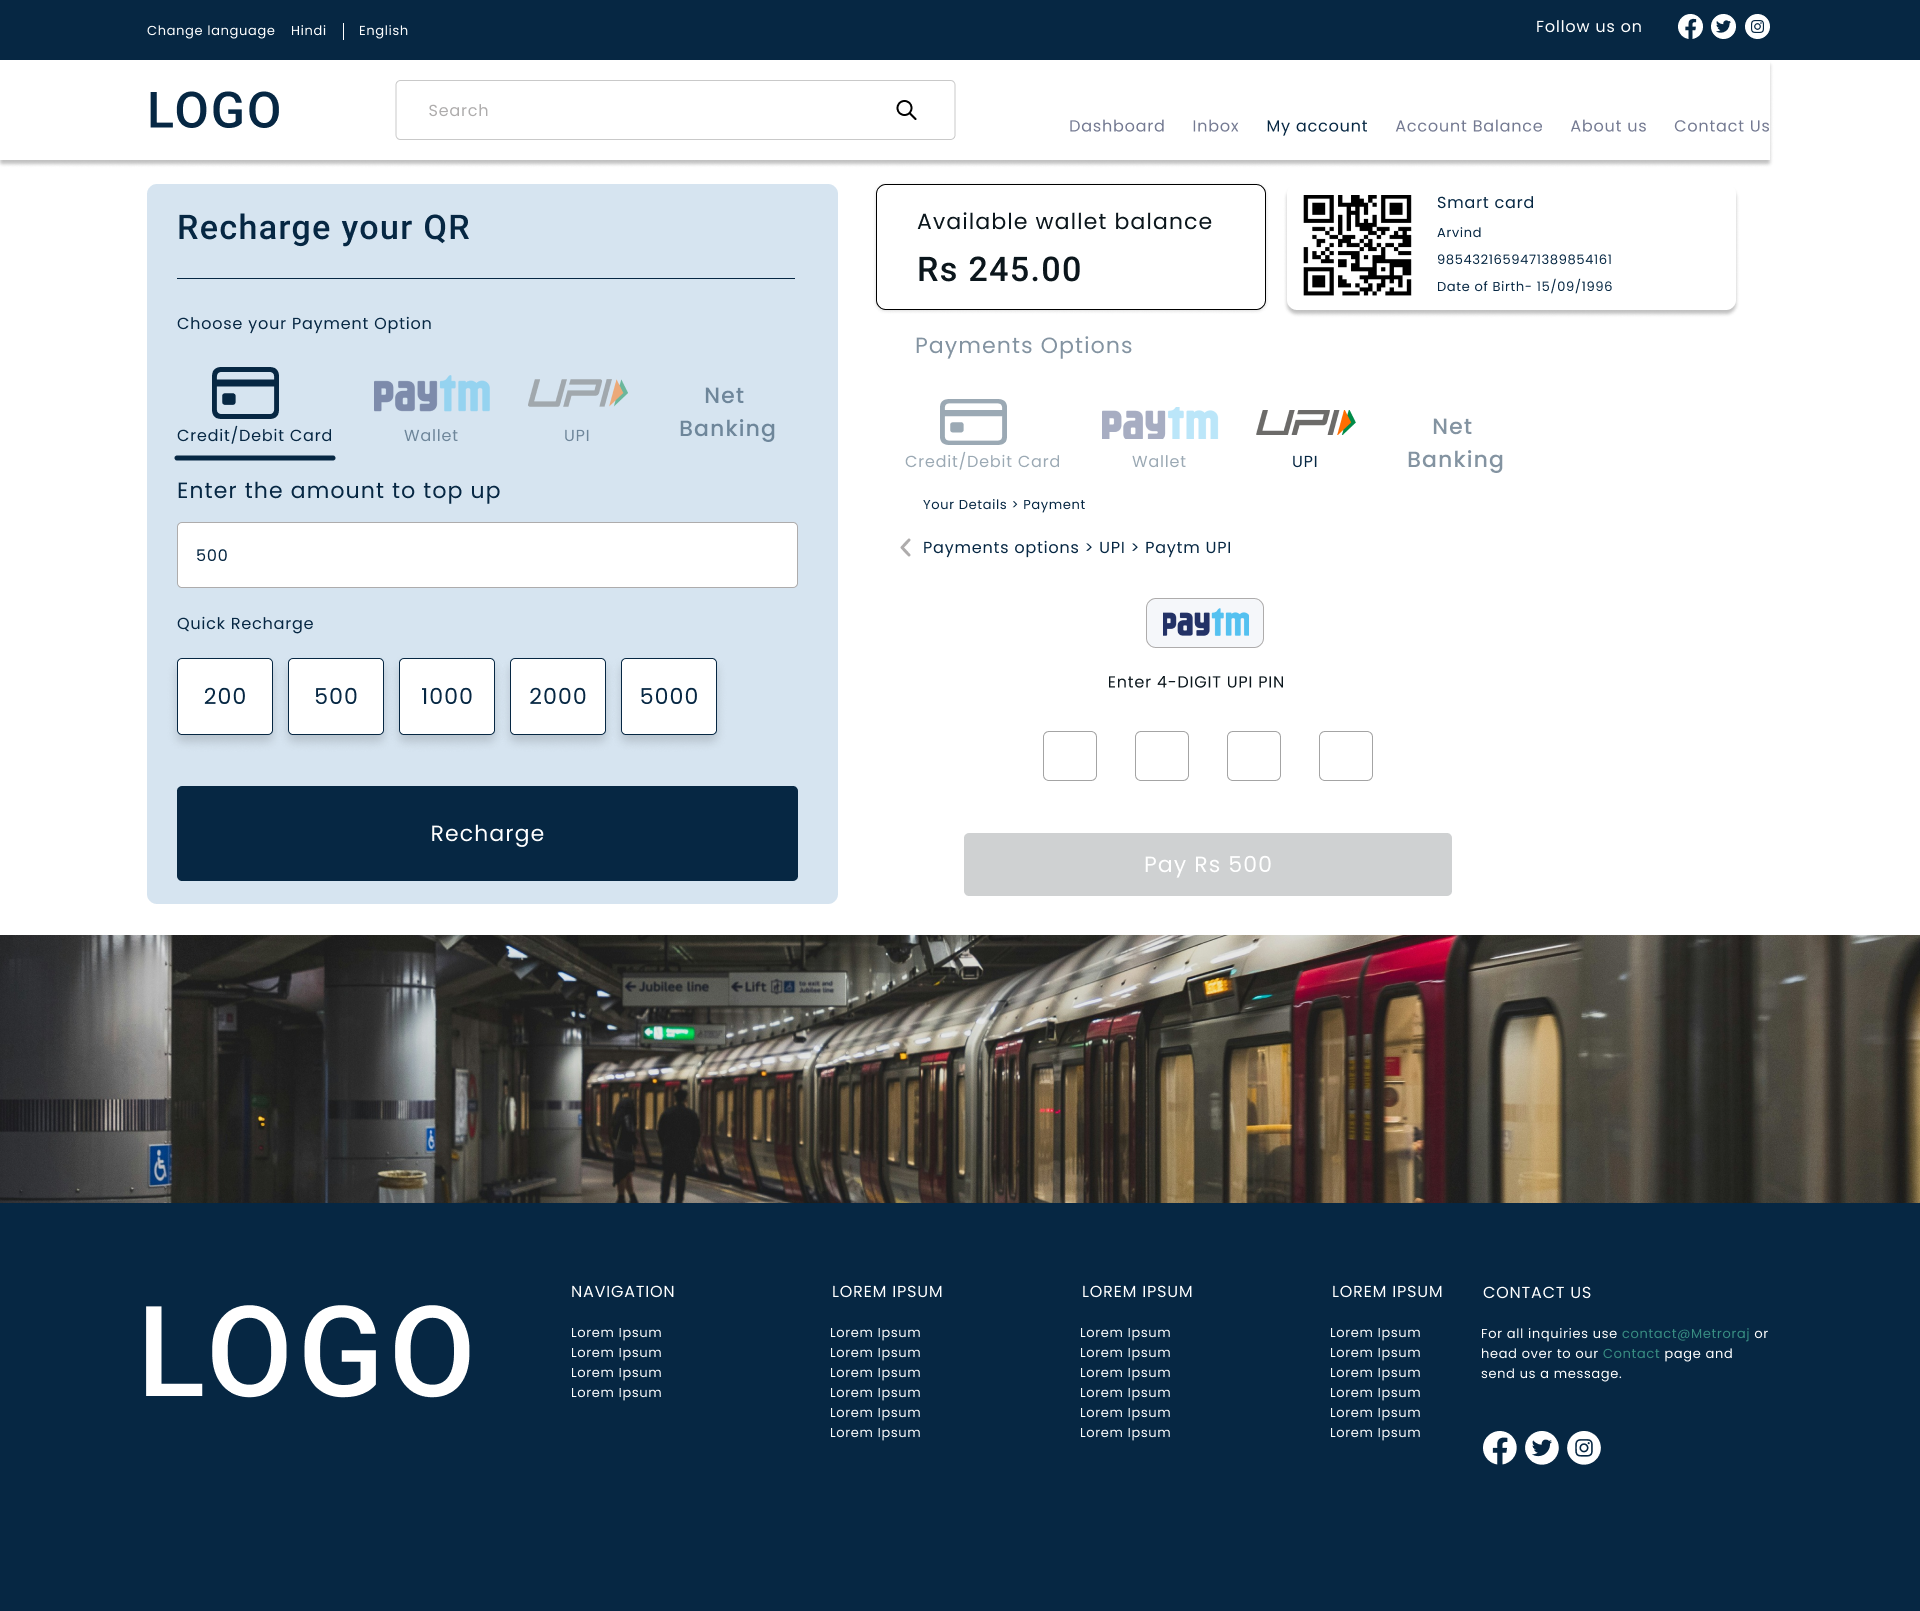 Change language Hindi | English
Follow us on
LOGO
Search
Dashboard Inbox My account Account Balance About us Contact Us
Recharge your QR
Choose your Payment Option
Credit/Debit Card
paytm
Wallet
UPI
UPI
Net
Banking
Enter the amount to top up
500
Quick Recharge
200 500 1000 2000 5000
Recharge
Available wallet balance
Rs 245.00
Smart card
Arvind
9854321659471389854161
Date of Birth- 15/09/1996
Payments Options
Credit/Debit Card
paytm
Wallet
UPI
UPI
Net
Banking
Your Details > Payment
Payments options > UPI > Paytm UPI
paytm
Enter 4-DIGIT UPI PIN
Pay Rs 500
Jubilee line
Lift
to exit and
Jubilee line
LOGO
NAVIGATION
Lorem Ipsum
Lorem Ipsum
Lorem Ipsum
Lorem Ipsum
LOREM IPSUM
Lorem Ipsum
Lorem Ipsum
Lorem Ipsum
Lorem Ipsum
Lorem Ipsum
Lorem Ipsum
LOREM IPSUM
Lorem Ipsum
Lorem Ipsum
Lorem Ipsum
Lorem Ipsum
Lorem Ipsum
Lorem Ipsum
LOREM IPSUM
Lorem Ipsum
Lorem Ipsum
Lorem Ipsum
Lorem Ipsum
Lorem Ipsum
Lorem Ipsum
CONTACT US
For all inquiries use contact@Metroraj or
head over to our Contact page and
send us a message.